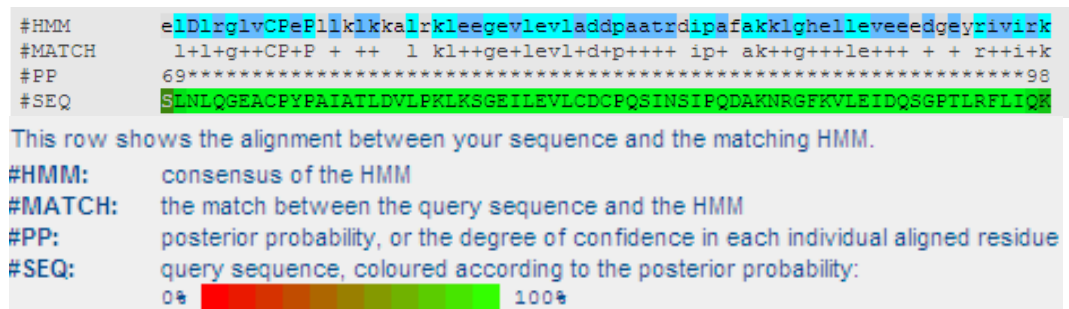 #HMM elDlrglvCPePllklkkalrkleegevlevladdpaatrdipafakklghelleveeedgeyrivirk
#MATCH l+l+g++CP+P + ++ l kl++ge+levl+d+p++++ ip+ ak++g+++le+++ + + r++i+k
#PP 69*****************************************************************98
#SEQ SLNLQGEACPYPAIATLDVLPKLKSGEILEVLCDCPQSINSIPQDAKNRGFKVLEIDQSGPTLRFLIQK
This row shows the alignment between your sequence and the matching HMM.
#HMM: consensus of the HMM
#MATCH: the match between the query sequence and the HMM
#PP: posterior probability, or the degree of confidence in each individual aligned residue
#SEQ: query sequence, coloured according to the posterior probability:
0% 100%